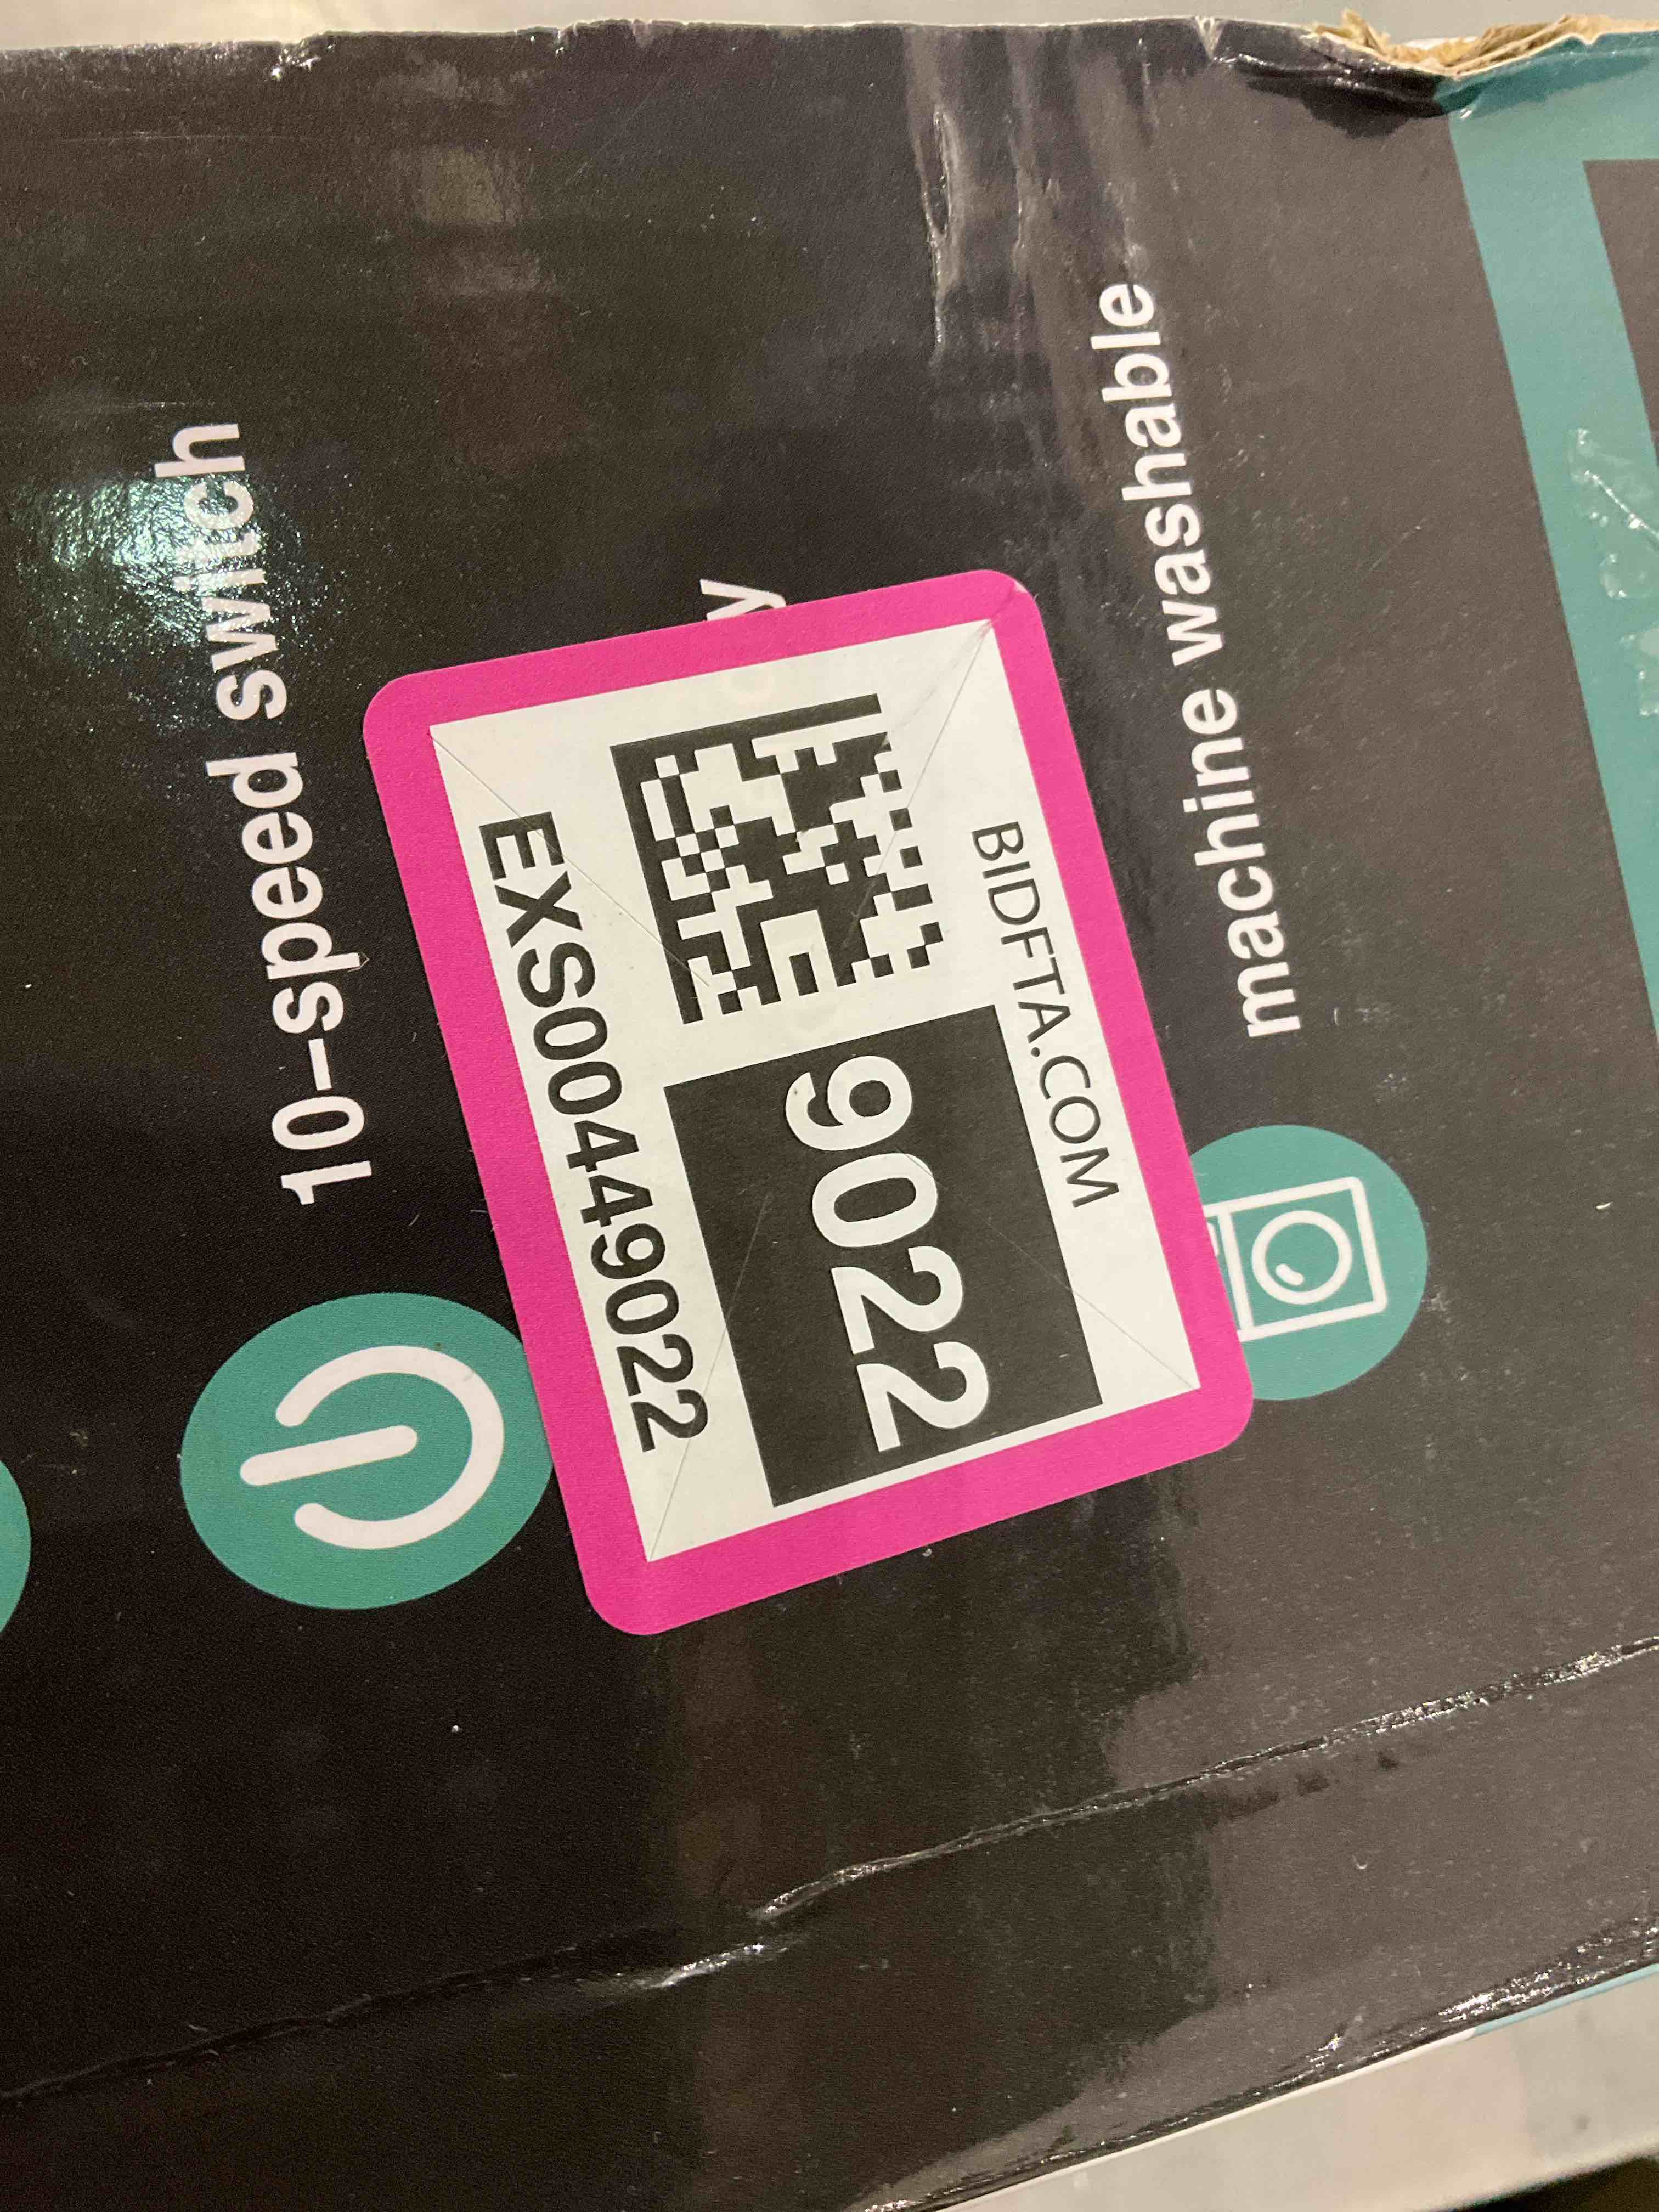 BIDFTA.COM
9022
EXS00449022
machine washable
y
10-speed switch